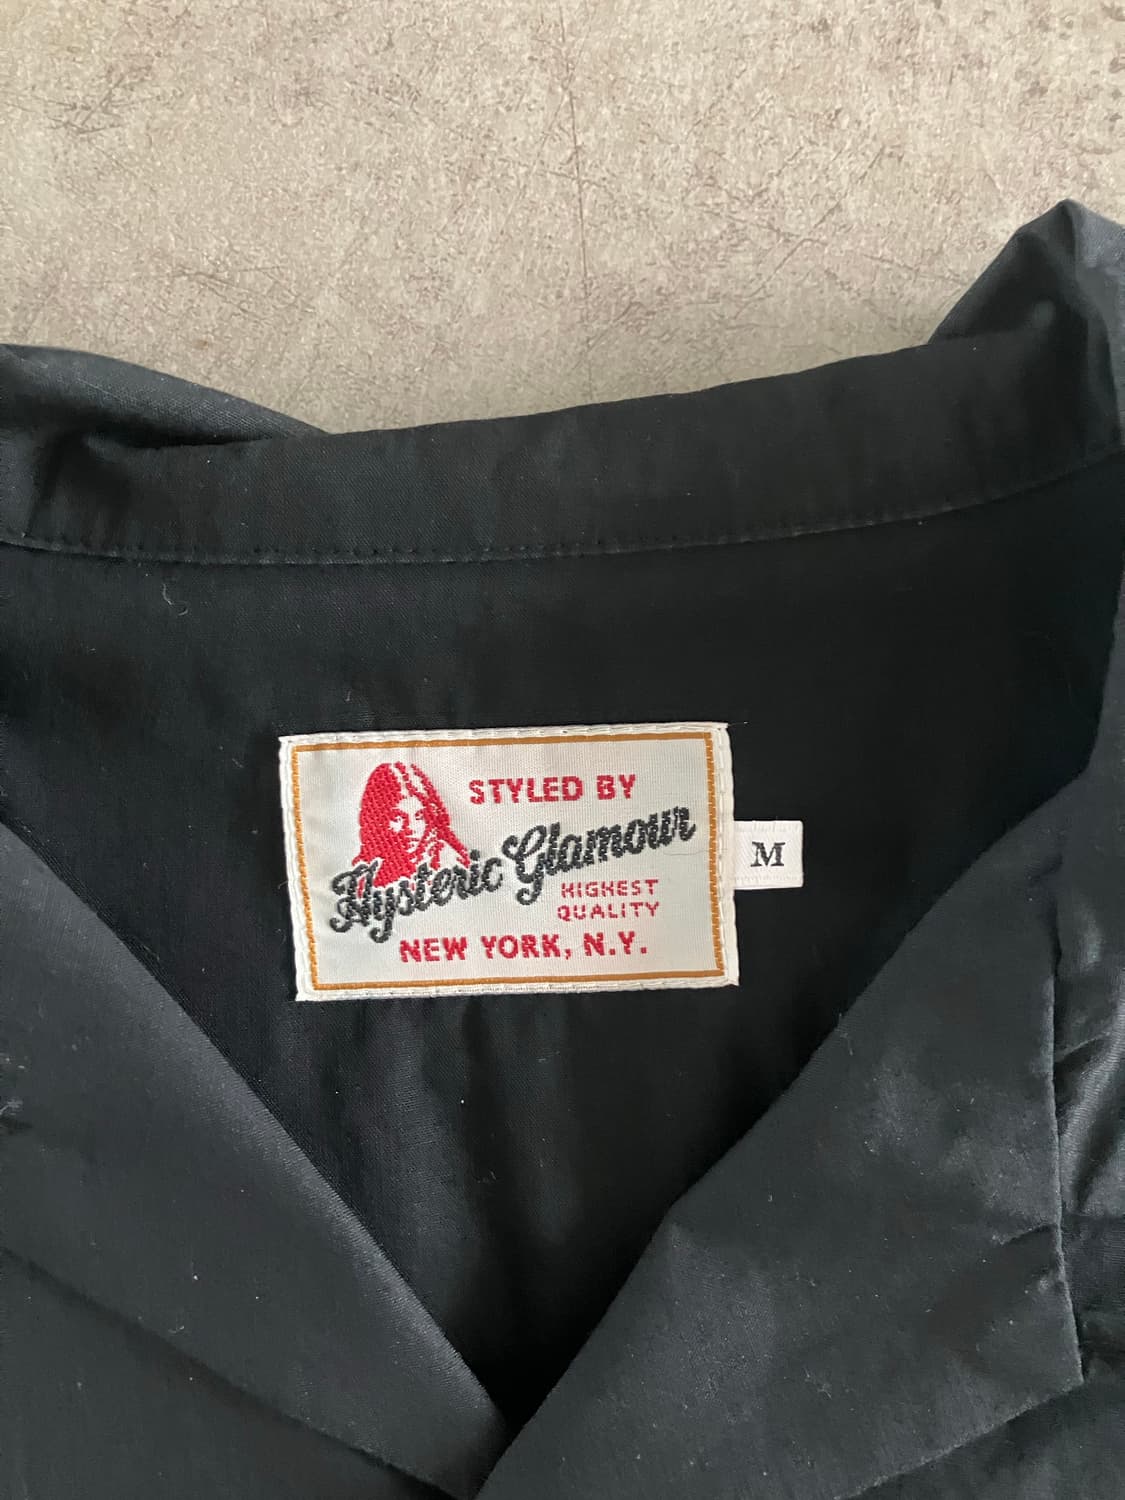 STYLED BY
Hysteric Glamour
HIGHEST
QUALITY
NEW YORK, N.Y.
M